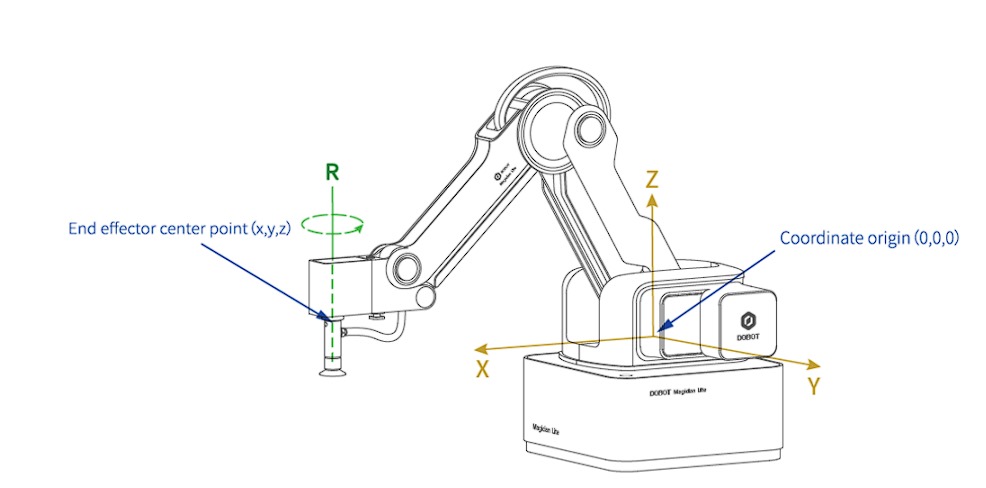 R
Z
End effector center point (x,y,z)
Coordinate origin (0,0,0)
DOBOT
Magician Lite
DOBOT
X
Y
DOBOT Magician Lite
Magician Lite